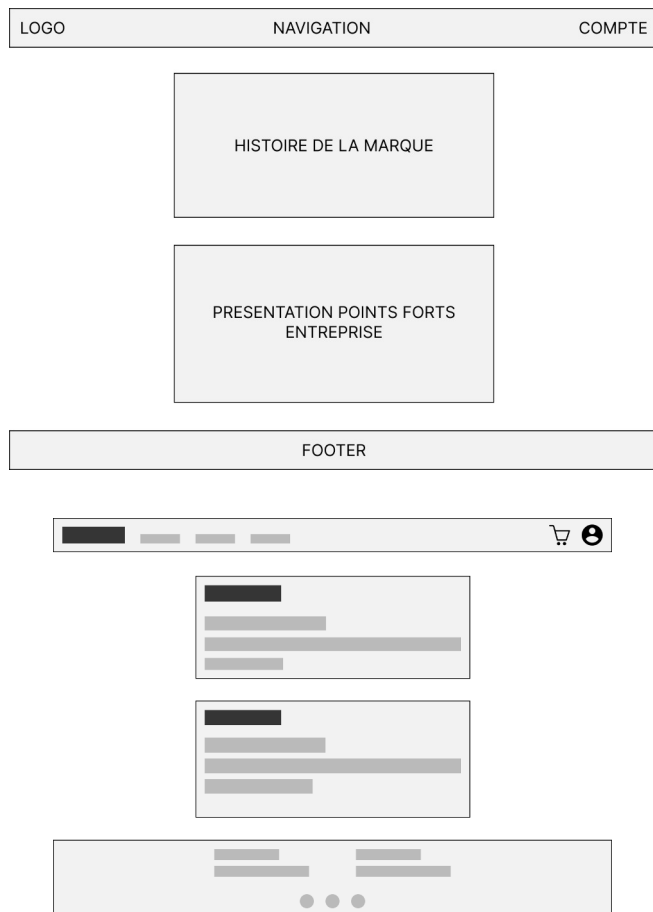 LOGO NAVIGATION COMPTE
HISTOIRE DE LA MARQUE
PRESENTATION POINTS FORTS
ENTREPRISE
FOOTER